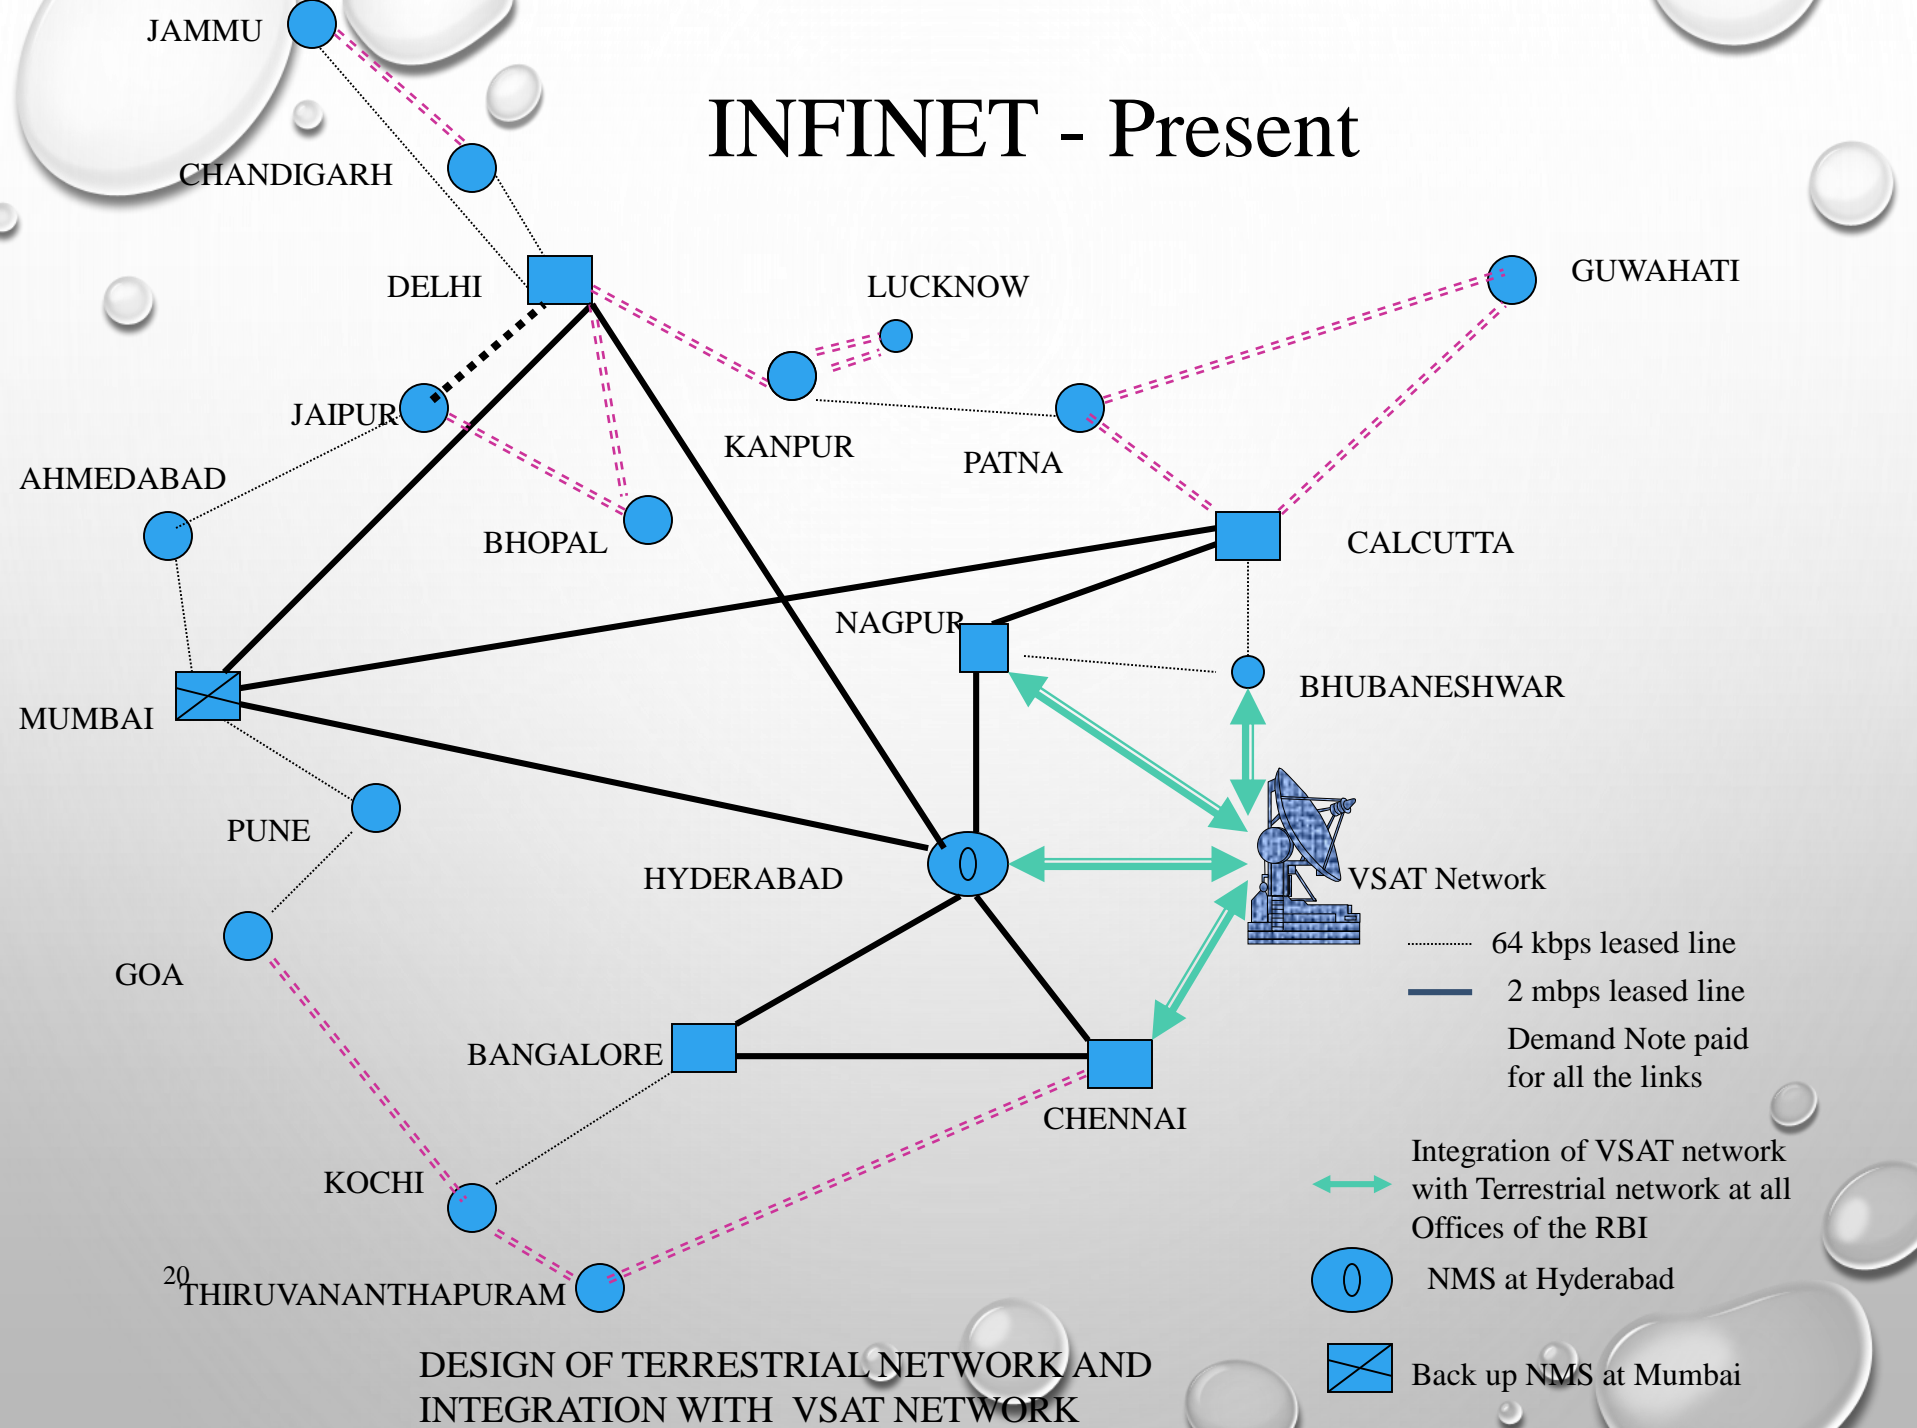 JAMMU
INFINET - Present
CHANDIGARH
DELHI
LUCKNOW
GUWAHATI
JAIPUR
KANPUR
PATNA
AHMEDABAD
BHOPAL
CALCUTTA
NAGPUR
BHUBANESHWAR
MUMBAI
PUNE
HYDERABAD
VSAT Network
64 kbps leased line
GOA
2 mbps leased line
Demand Note paid
for all the links
BANGALORE
CHENNAI
Integration of VSAT network
with Terrestrial network at all
Offices of the RBI
KOCHI
20
THIRUVANANTHAPURAM
NMS at Hyderabad
DESIGN OF TERRESTRIAL NETWORK AND
INTEGRATION WITH  VSAT NETWORK
Back up NMS at Mumbai